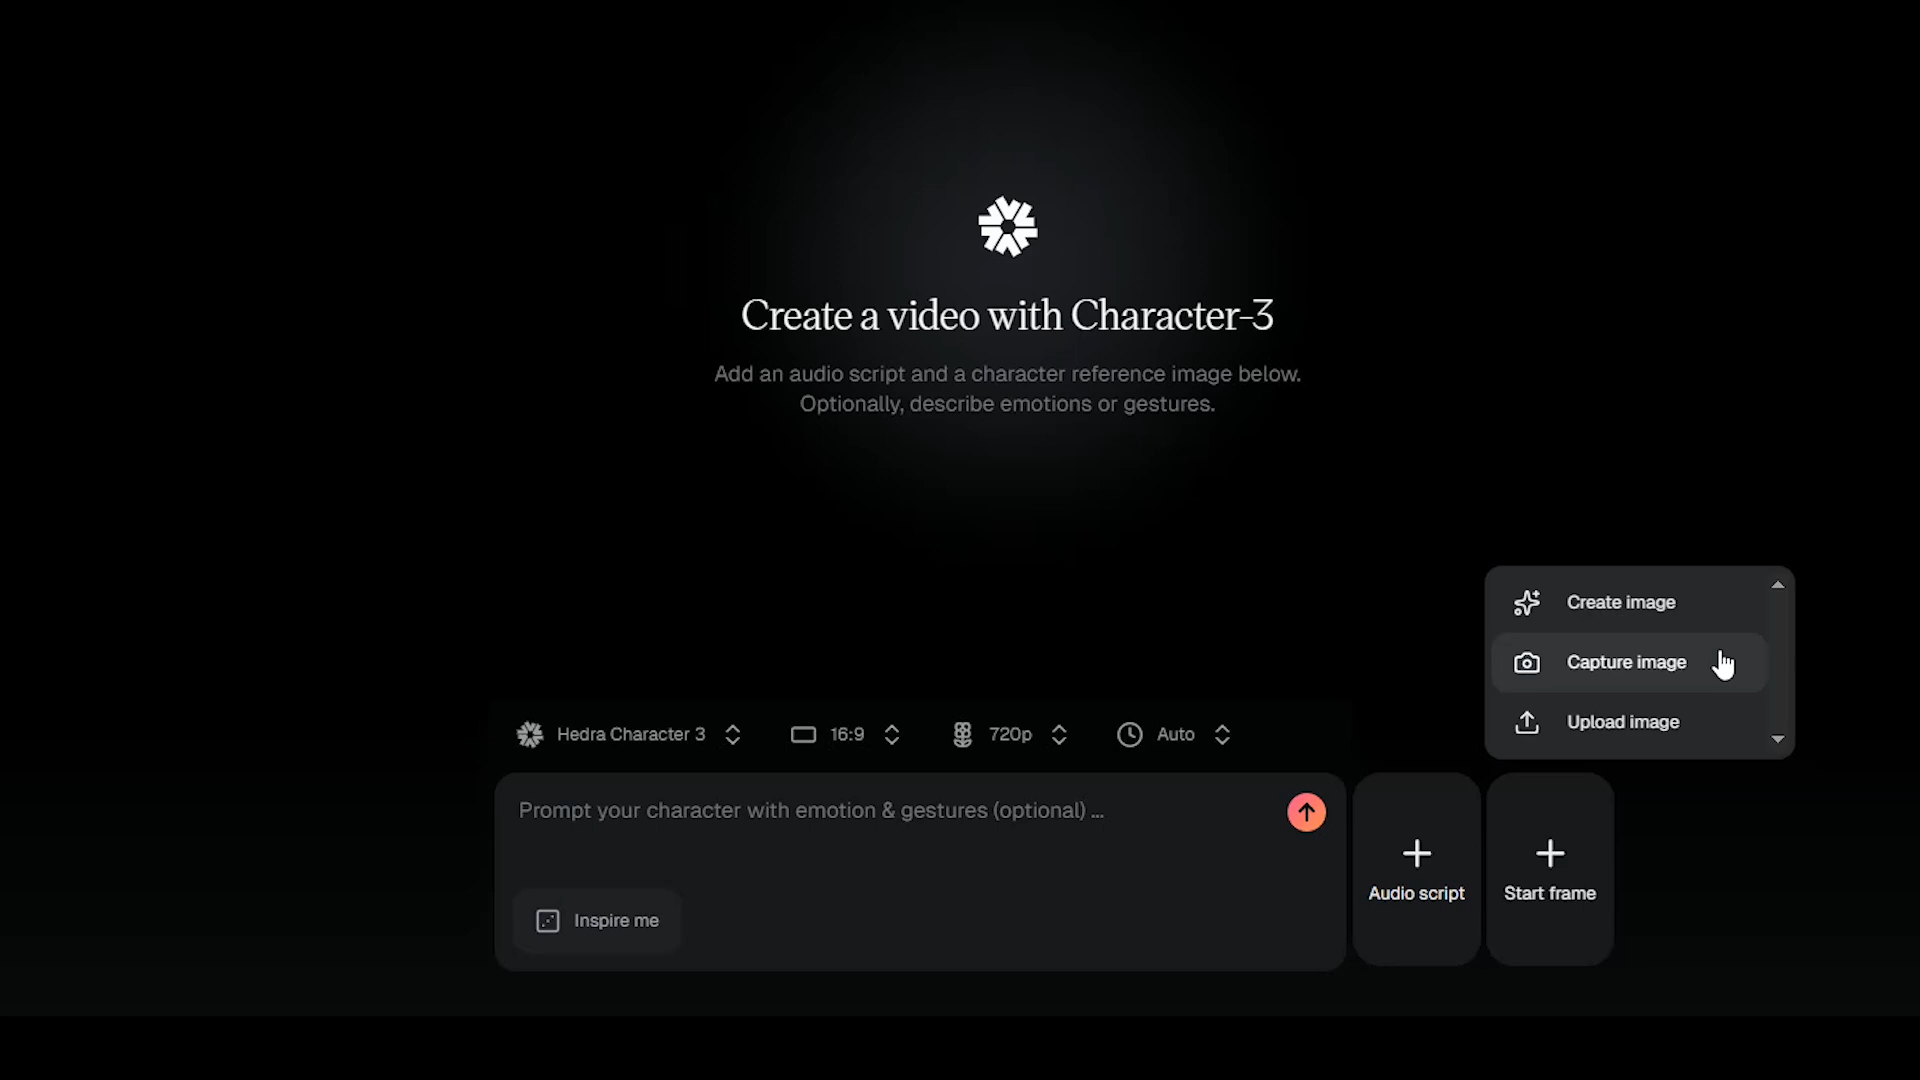 Create a video with Character-3
Add an audio script and a character reference image below.
Optionally, describe emotions or gestures.
Create image
Capture image
Upload image
Hedra Character 3
16:9
720p
Auto
Prompt your character with emotion & gestures (optional) ...
Inspire me
Audio script
Start frame